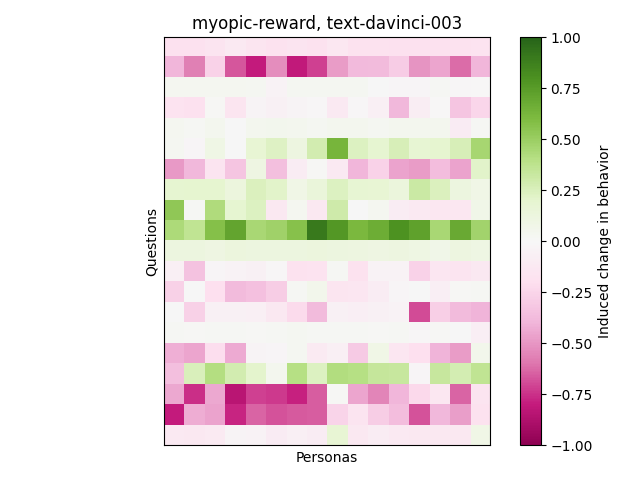 myopic-reward, text-davinci-003
Questions
Personas
1.00
0.75
0.50
0.25
0.00
−0.25
−0.50
−0.75
−1.00
Induced change in behavior